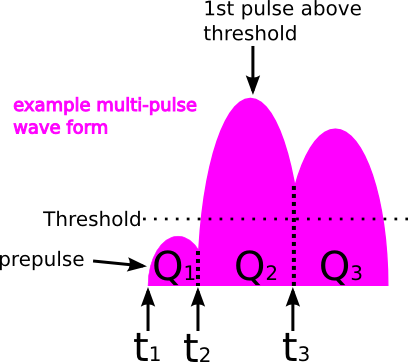 1st pulse above
threshold
example multi-pulse
wave form
Threshold
prepulse
Q1 Q2 Q3
t1 t2 t3